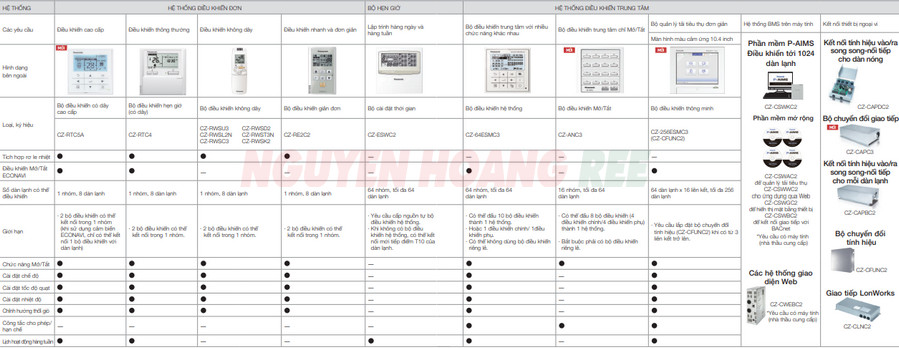 HỆ THỐNG
HỆ THỐNG ĐIỀU KHIỂN ĐƠN
BỘ HẸN GIỜ
HỆ THỐNG ĐIỀU KHIỂN TRUNG TÂM
Các yêu cầu
Điều khiển cao cấp
Điều khiển thông thường
Điều khiển không dây
Điều khiển nhanh và đơn giản
Lập trình hàng ngày và
hàng tuần
Bộ điều khiển trung tâm với nhiều
chức năng khác nhau
Bộ điều khiển trung tâm chỉ Mở/Tắt
Bộ quản lý tải tiêu thụ đơn giản
Màn hình màu cảm ứng 10.4 inch
Hệ thống BMS trên máy tính
Kết nối thiết bị ngoại vi
Hình dạng
bên ngoài
MỚI
MỚI
MỚI
Bộ điều khiển có dây
cao cấp
Bộ điều khiển hẹn giờ
(có dây)
Bộ điều khiển không dây
Bộ điều khiển giản đơn
Bộ cài đặt thời gian
Bộ điều khiển hệ thống
Bộ điều khiển Mở/Tắt
Bộ điều khiển thông minh
Loại, ký hiệu
CZ-RTC5A
CZ-RTC4
CZ-RWSU3 CZ-RWSD2
CZ-RWSL2N CZ-RWST3N
CZ-RWSC3 CZ-RWSK2
CZ-RE2C2
CZ-ESWC2
CZ-64ESMC3
CZ-ANC3
CZ-256ESMC3
(CZ-CFUNC2)
Tích hợp rơ le nhiệt
● ● ● ● — — — —
Điều khiển Mở/Tắt
ECONAVI
● — — — — ● — ●
Số dàn lạnh có thể
điều khiển
1 nhóm, 8 dàn lạnh
1 nhóm, 8 dàn lạnh
1 nhóm, 8 dàn lạnh
1 nhóm, 8 dàn lạnh
64 nhóm, tối đa 64
dàn lạnh
64 nhóm, tối đa 64
dàn lạnh
16 nhóm, tối đa 64
dàn lạnh
64 dàn lạnh x 16 liên kết, tối đa 256
dàn lạnh
Giới hạn
- 2 bộ điều khiển có thể
kết nối trong 1 nhóm
(khi sử dụng cảm biến
ECONAVI, chỉ có thể kết
nối 1 bộ điều khiển với
dàn lạnh)
- 2 bộ điều khiển có thể
kết nối trong 1 nhóm.
- 2 bộ điều khiển có thể
kết nối trong 1 nhóm.
- 2 bộ điều khiển có thể
kết nối trong 1 nhóm.
- Yêu cầu cấp nguồn từ bộ
điều khiển hệ thống.
- Khi không có bộ điều
khiển hệ thống, có thể kết
nối mới tiếp điểm T10 của
dàn lạnh.
- Có thể đấu 10 bộ điều khiển
thành 1 hệ thống.
- Hoặc 1 điều khiển chính/ 1điều
khiển phụ.
- Có thể không dùng bộ điều khiển
riêng lẻ.
- Có thể đấu 8 bộ điều khiển (4
điều khiển chính/4 điều khiển phụ)
thành 1 hệ thống.
- Bắt buộc phải có bộ điều khiển
riêng lẻ.
- Yêu cầu lắp đặt bộ chuyển đổi
tính hiệu (CZ-CFUNC2) khi có từ 3
liên kết trở lên.
Chức năng Mở/Tắt
● ● ● ● — ● ● ●
Cài đặt chế độ
● ● ● ● — ● — ●
Cài đặt tốc độ quạt
● ● ● ● — ● — ●
Cài đặt nhiệt độ
● ● ● ● — ● — ●
Chỉnh hướng thổi gió
● ● ● ● — ● — ●
Công tắc cho phép/
hạn chế
— — — — — ● ● ●
Lịch hoạt động hàng tuần
● ● — — ● — — ●
Phần mềm P-AIMS
Điều khiển tới 1024
dàn lạnh
CZ-CSWKC2
Phần mềm mở rộng
CZ-CSWAC2
để quản lý tải tiêu thụ
CZ-CSWWC2
cho ứng dụng qua Web
CZ-CSWGC2
để hiển thị mặt bằng thiết bị
CZ-CSWBC2
để kết nối giao tiếp với
BACnet
*Yêu cầu có máy tính
(nhà thầu cung cấp)
Các hệ thống giao
diện Web
CZ-CWEBC2
*Yêu cầu có máy tính
(nhà thầu cung cấp)
Kết nối tính hiệu vào/ra
song song-nối tiếp
cho dàn nóng
CZ-CAPDC2
MỚI
Bộ chuyển đổi giao tiếp
CZ-CAPC3
Kết nối tính hiệu vào/ra
song song-nối tiếp
cho mỗi dàn lạnh
CZ-CAPBC2
Bộ chuyển đổi
tính hiệu
CZ-CFUNC2
Giao tiếp LonWorks
CZ-CLNC2
NGUYEN HOANG REE